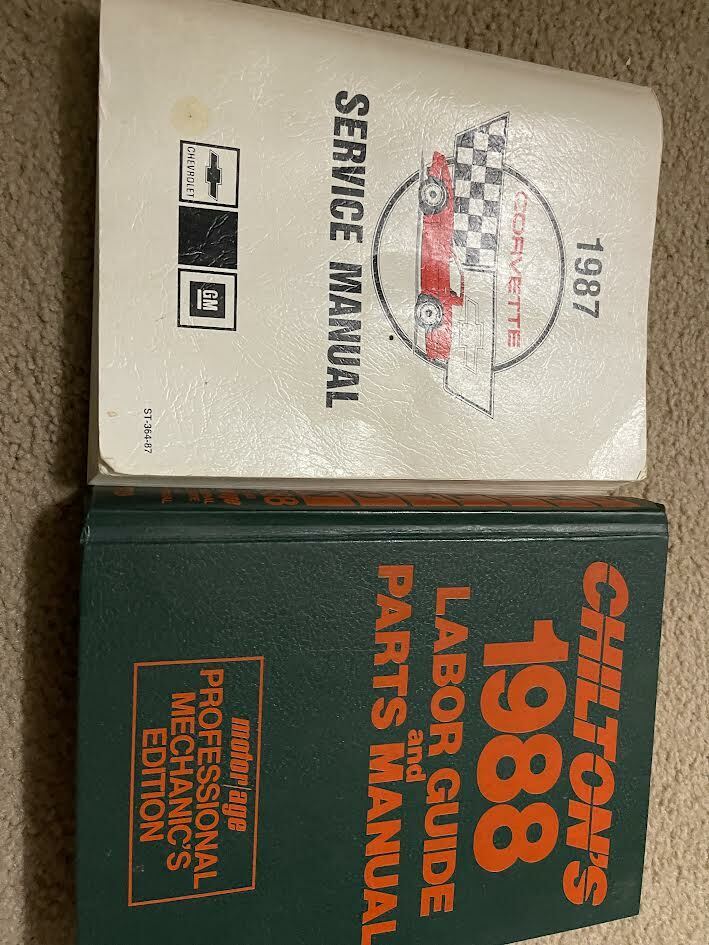 1987
CORVETTE
SERVICE MANUAL
CHEVROLET
GM
ST-364-87
CHILTON'S
1988
LABOR GUIDE
and
PARTS MANUAL
motor/age
PROFESSIONAL
MECHANIC'S
EDITION